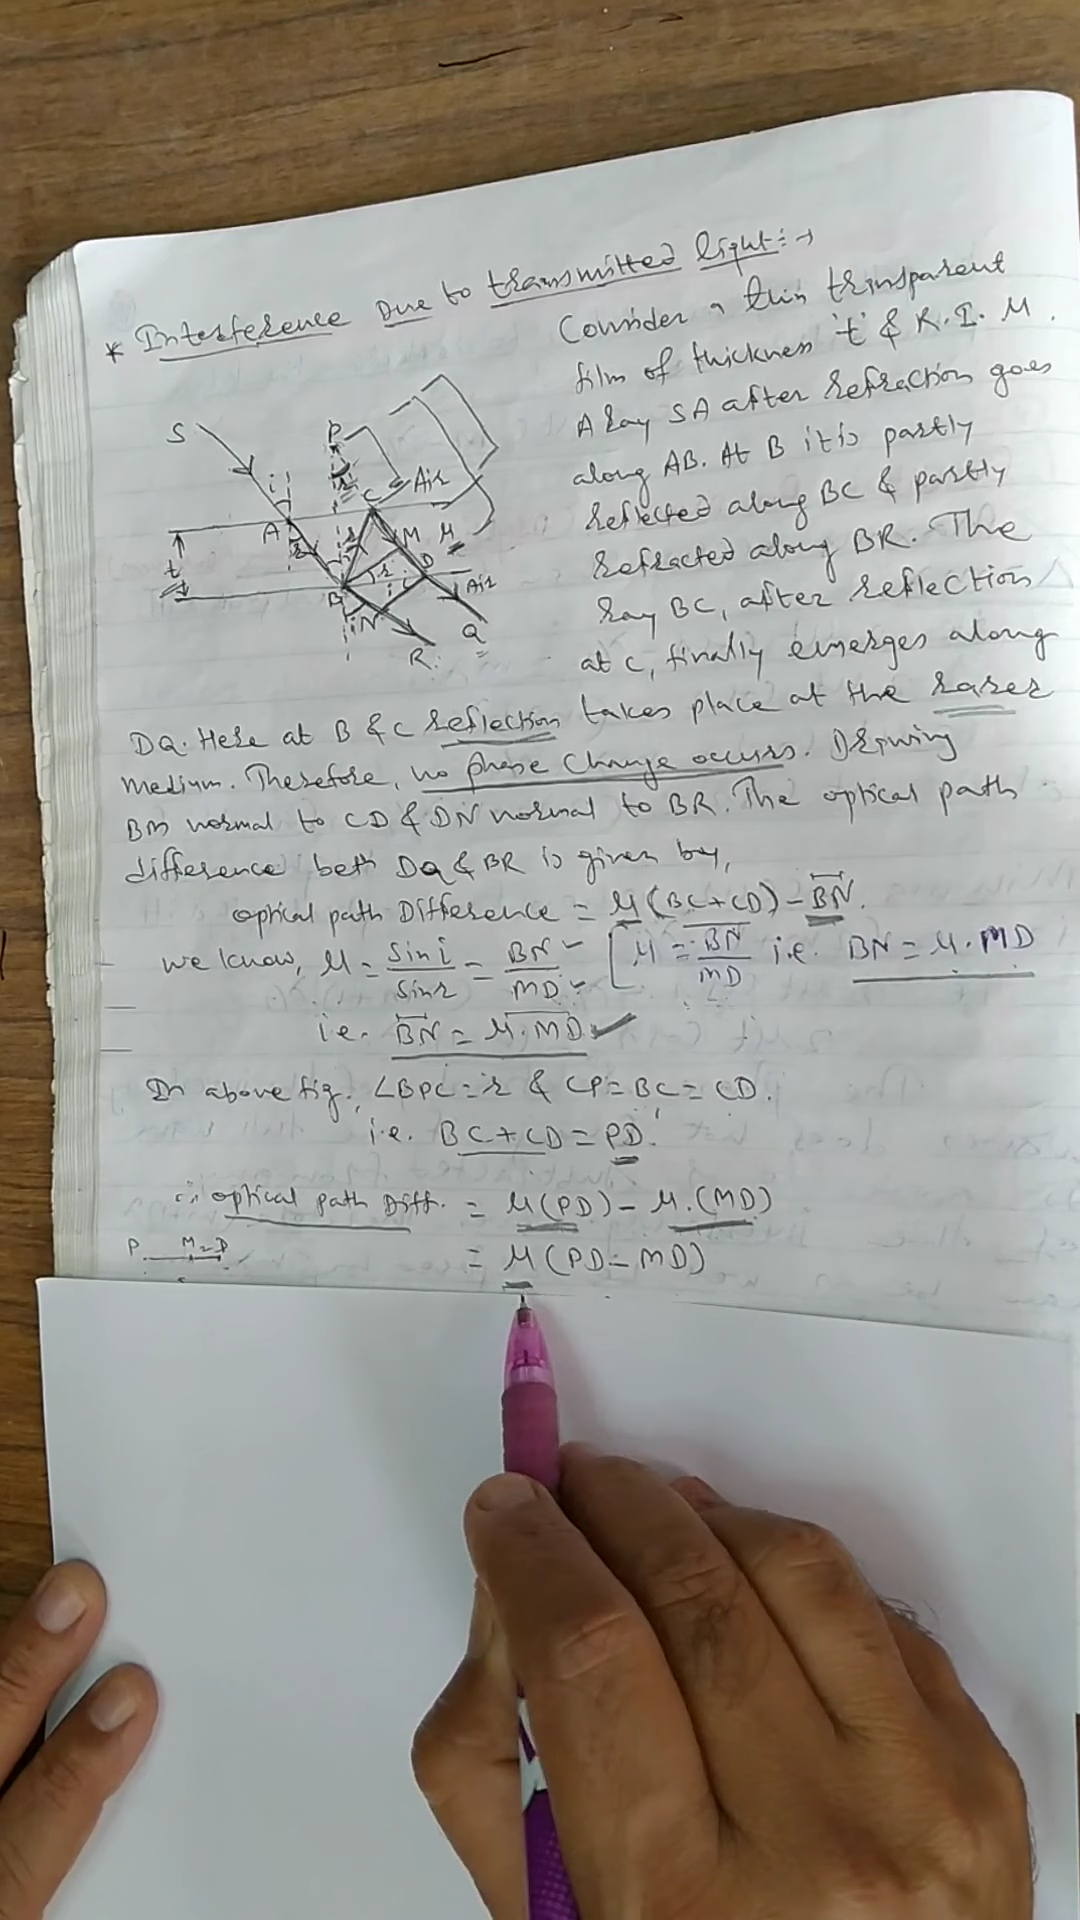 * Interference Due to transmitted light :→
Consider a thin transparent
film of thickness 't' & R.I. μ.
A Ray SA after Refraction goes
along AB. At B it is partly
Reflected along BC & partly
Refracted along BR. The
Ray BC, after reflection
at C, finally emerges along
S
P
i
r
C
Air
A
r
r
M
μ
t
r
D
B
i
Air
i
N
Q
R
DQ. Here at B & C reflection takes place at the rarer
medium. Therefore, no phase change occurs. Drawing
BM normal to CD & DN normal to BR. The optical path
difference betn DQ & BR is given by,
optical path Difference = μ(BC+CD) - BN.
we know, μ = sin i / sin r = BN / MD [ μ = BN / MD i.e. BN = μ. MD
i.e. BN = μ. MD
In above fig. ∠BPC = r & CP = BC = CD.
i.e. BC + CD = PD.
∴ optical path Diff. = μ(PD) - μ.(MD)
P M D
= μ(PD - MD)